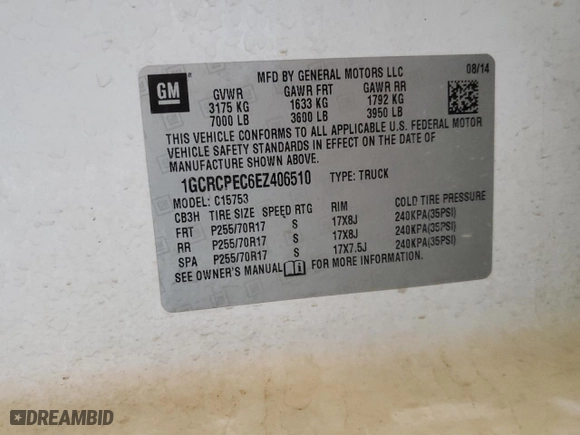 GM
MFD BY GENERAL MOTORS LLC 08/14
GVWR GAWR FRT GAWR RR
3175 KG 1633 KG 1792 KG
7000 LB 3600 LB 3950 LB
THIS VEHICLE CONFORMS TO ALL APPLICABLE U.S. FEDERAL MOTOR
VEHICLE SAFETY STANDARDS IN EFFECT ON THE DATE OF
MANUFACTURE SHOWN ABOVE.
1GCRCPEC6EZ406510 TYPE: TRUCK
MODEL: C15753
CB3H TIRE SIZE SPEED RTG RIM COLD TIRE PRESSURE
FRT P255/70R17 S 17X8J 240KPA(35PSI)
RR P255/70R17 S 17X8J 240KPA(35PSI)
SPA P255/70R17 S 17X7.5J 240KPA(35PSI)
SEE OWNER'S MANUAL FOR MORE INFORMATION.
DREAMBID